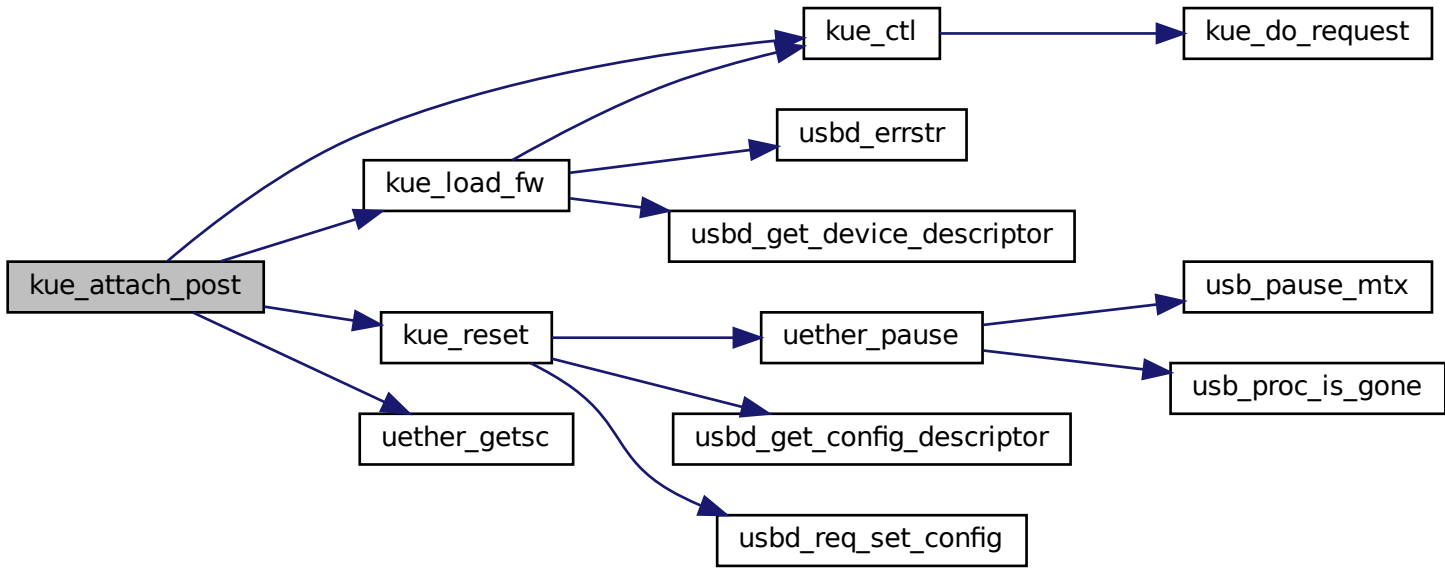 kue_ctl
kue_do_request
usbd_errstr
kue_load_fw
usbd_get_device_descriptor
kue_attach_post
usb_pause_mtx
kue_reset
uether_pause
usb_proc_is_gone
uether_getsc
usbd_get_config_descriptor
usbd_req_set_config